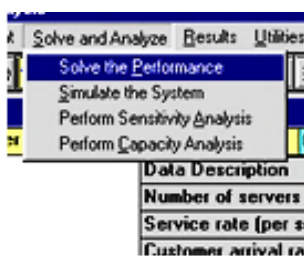 Solve and Analyze Results Utilities
Solve the Performance
Simulate the System
Perform Sensitivity Analysis
Perform Capacity Analysis
Data Description
Number of servers
Service rate (per
Customer arrival